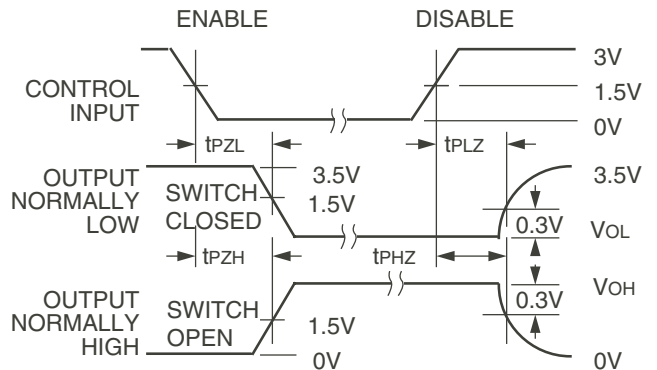 ENABLE DISABLE
3V
CONTROL
INPUT
1.5V
0V
tPZL tPLZ
OUTPUT
NORMALLY
LOW
SWITCH
CLOSED
3.5V
1.5V
3.5V
0.3V VOL
tPZH tPHZ
OUTPUT
NORMALLY
HIGH
SWITCH
OPEN
1.5V
0V
0.3V VOH
0V